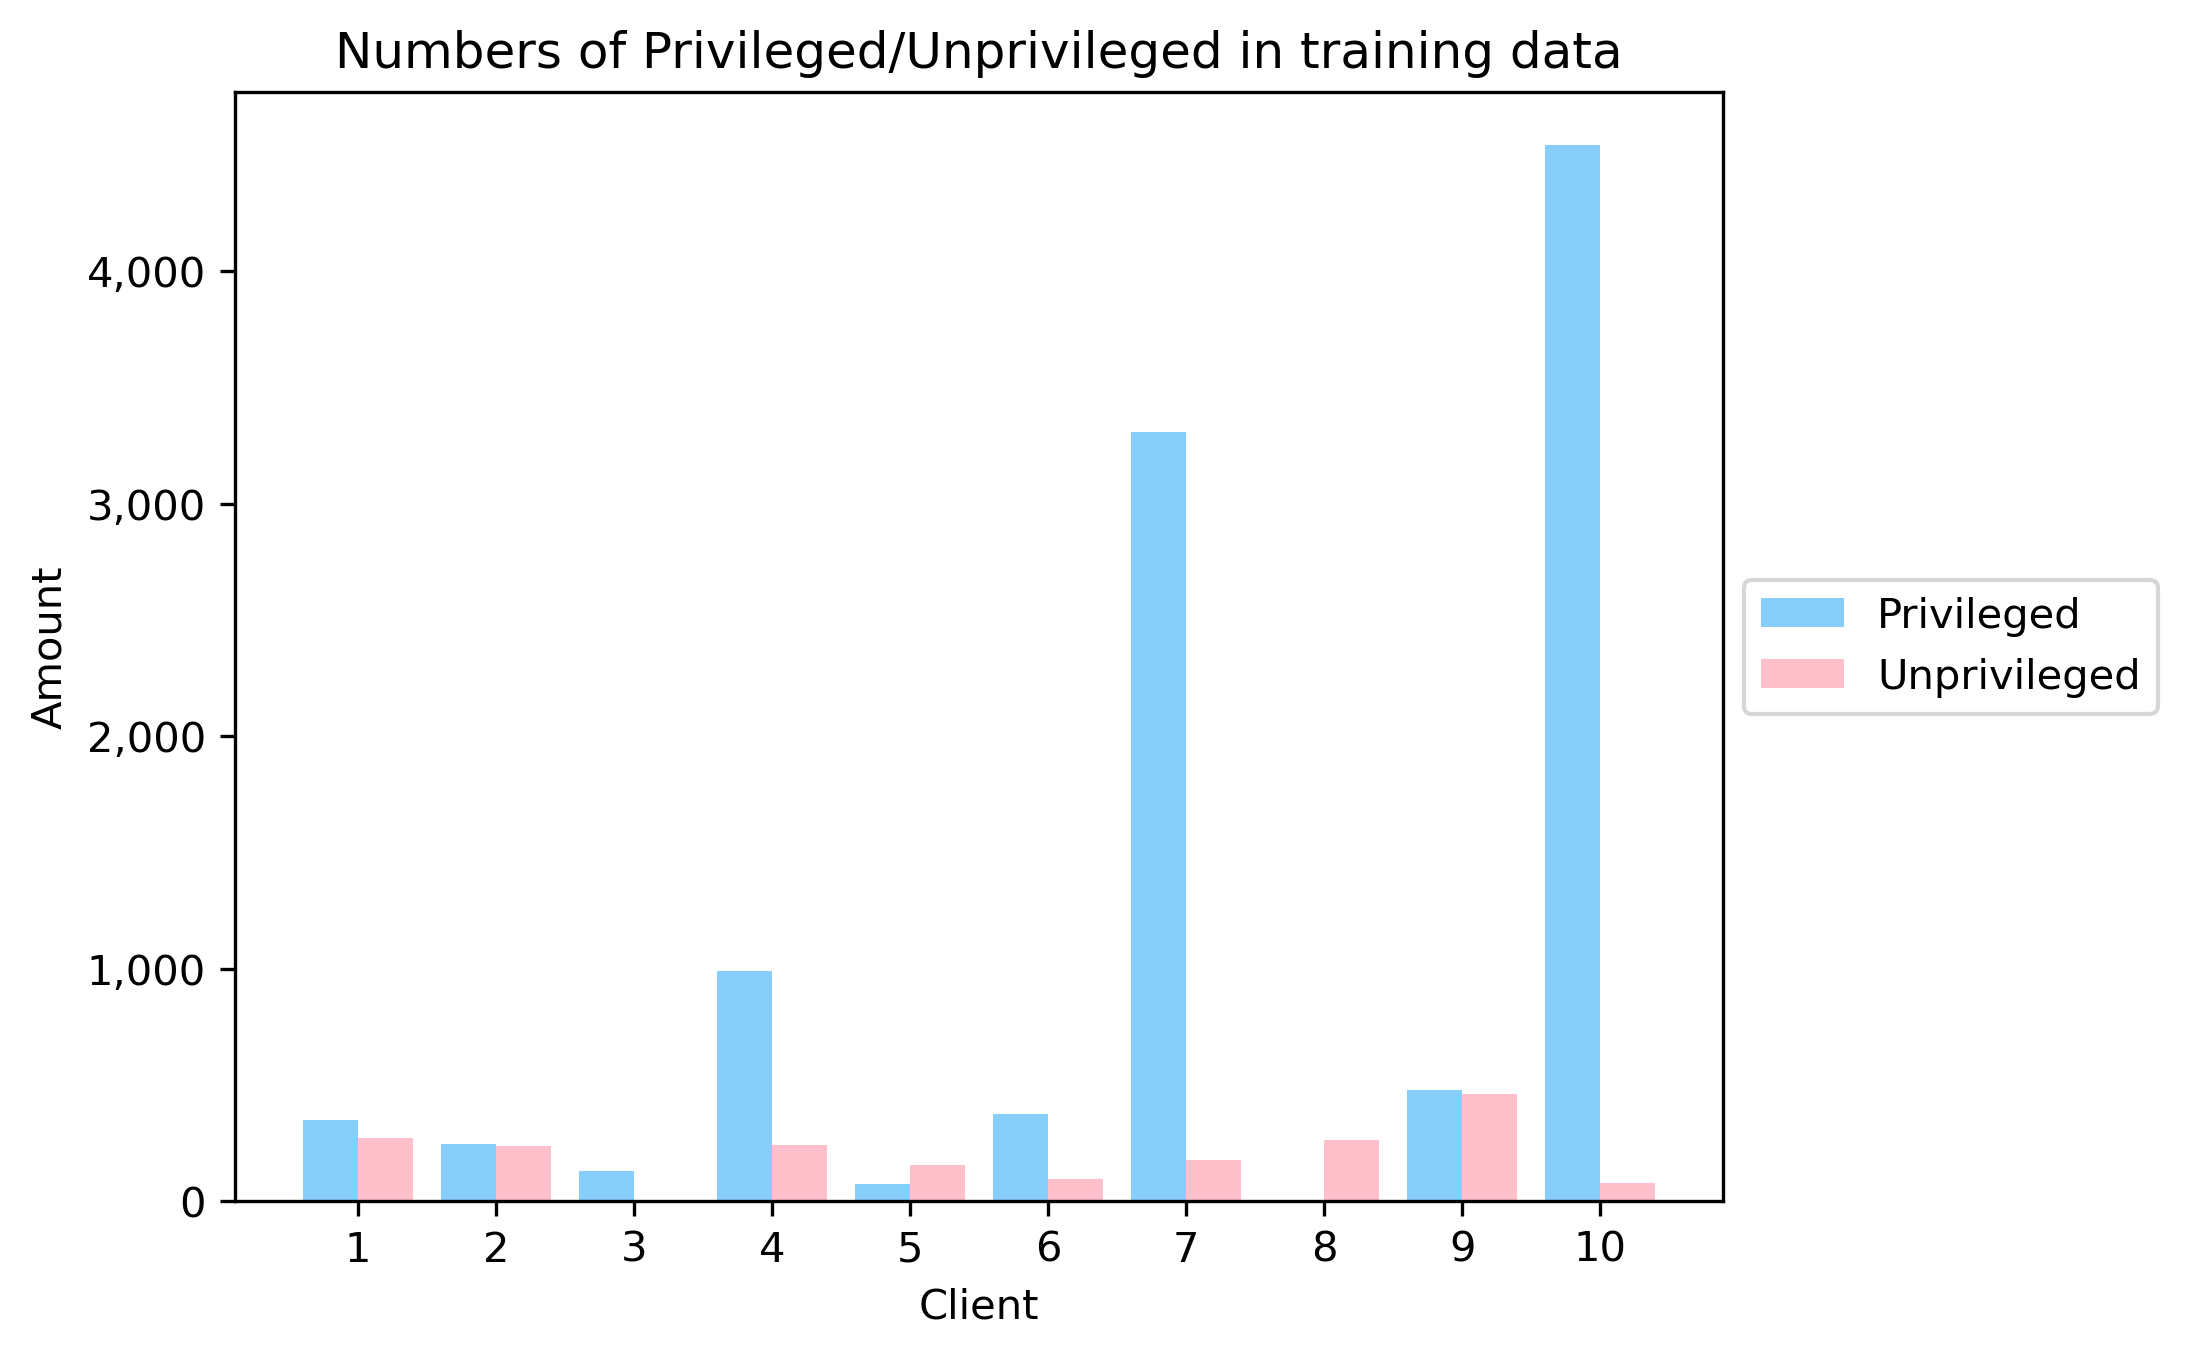 Numbers of Privileged/Unprivileged in training data
Amount
4,000
3,000
2,000
1,000
0
1 2 3 4 5 6 7 8 9 10
Client
Privileged
Unprivileged